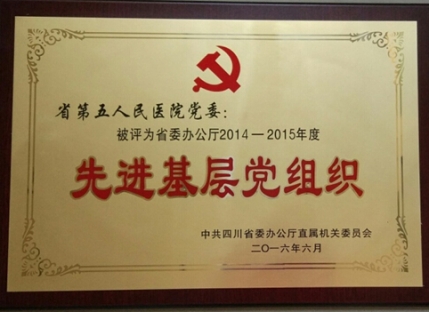 省第五人民医院党委：
被评为省委办公厅2014—2015年度
先进基层党组织
中共四川省委办公厅直属机关委员会
二〇一六年六月